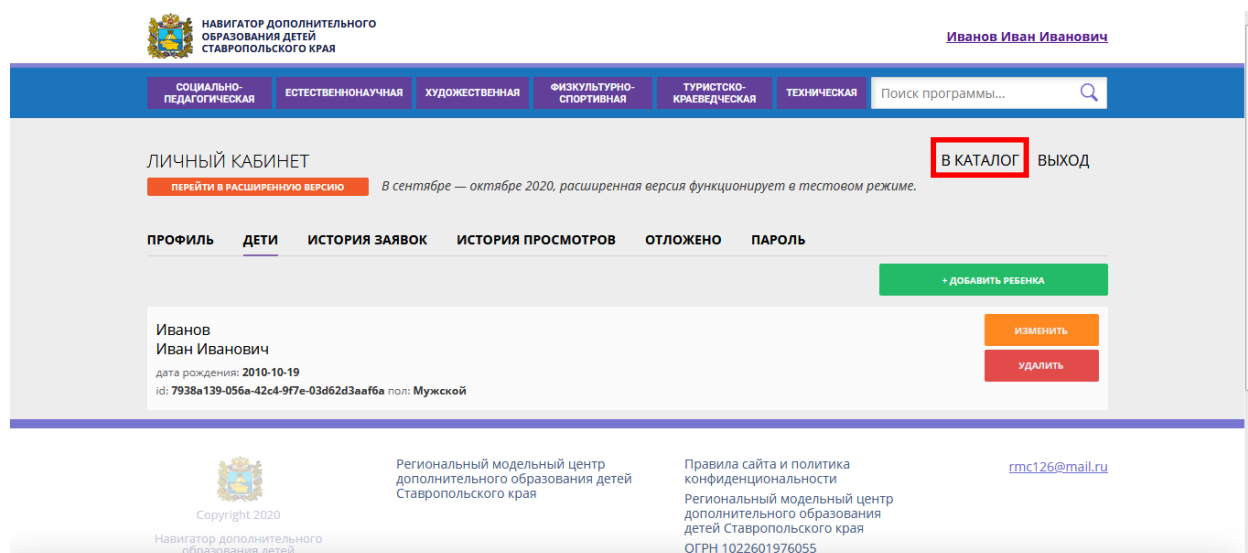 НАВИГАТОР ДОПОЛНИТЕЛЬНОГО
ОБРАЗОВАНИЯ ДЕТЕЙ
СТАВРОПОЛЬСКОГО КРАЯ
Иванов Иван Иванович
СОЦИАЛЬНО-
ПЕДАГОГИЧЕСКАЯ
ЕСТЕСТВЕННОНАУЧНАЯ
ХУДОЖЕСТВЕННАЯ
ФИЗКУЛЬТУРНО-
СПОРТИВНАЯ
ТУРИСТСКО-
КРАЕВЕДЧЕСКАЯ
ТЕХНИЧЕСКАЯ
Поиск программы...
ЛИЧНЫЙ КАБИНЕТ
В КАТАЛОГ ВЫХОД
ПЕРЕЙТИ В РАСШИРЕННУЮ ВЕРСИЮ
В сентябре — октябре 2020, расширенная версия функционирует в тестовом режиме.
ПРОФИЛЬ ДЕТИ ИСТОРИЯ ЗАЯВОК ИСТОРИЯ ПРОСМОТРОВ ОТЛОЖЕНО ПАРОЛЬ
+ ДОБАВИТЬ РЕБЕНКА
Иванов
Иван Иванович
дата рождения: 2010-10-19
id: 7938a139-056a-42c4-9f7e-03d62d3aaf6a пол: Мужской
ИЗМЕНИТЬ
УДАЛИТЬ
Copyright 2020
Навигатор дополнительного
образования детей
Региональный модельный центр
дополнительного образования детей
Ставропольского края
Правила сайта и политика
конфиденциональности
Региональный модельный центр
дополнительного образования
детей Ставропольского края
ОГРН 1022601976055
rmc126@mail.ru